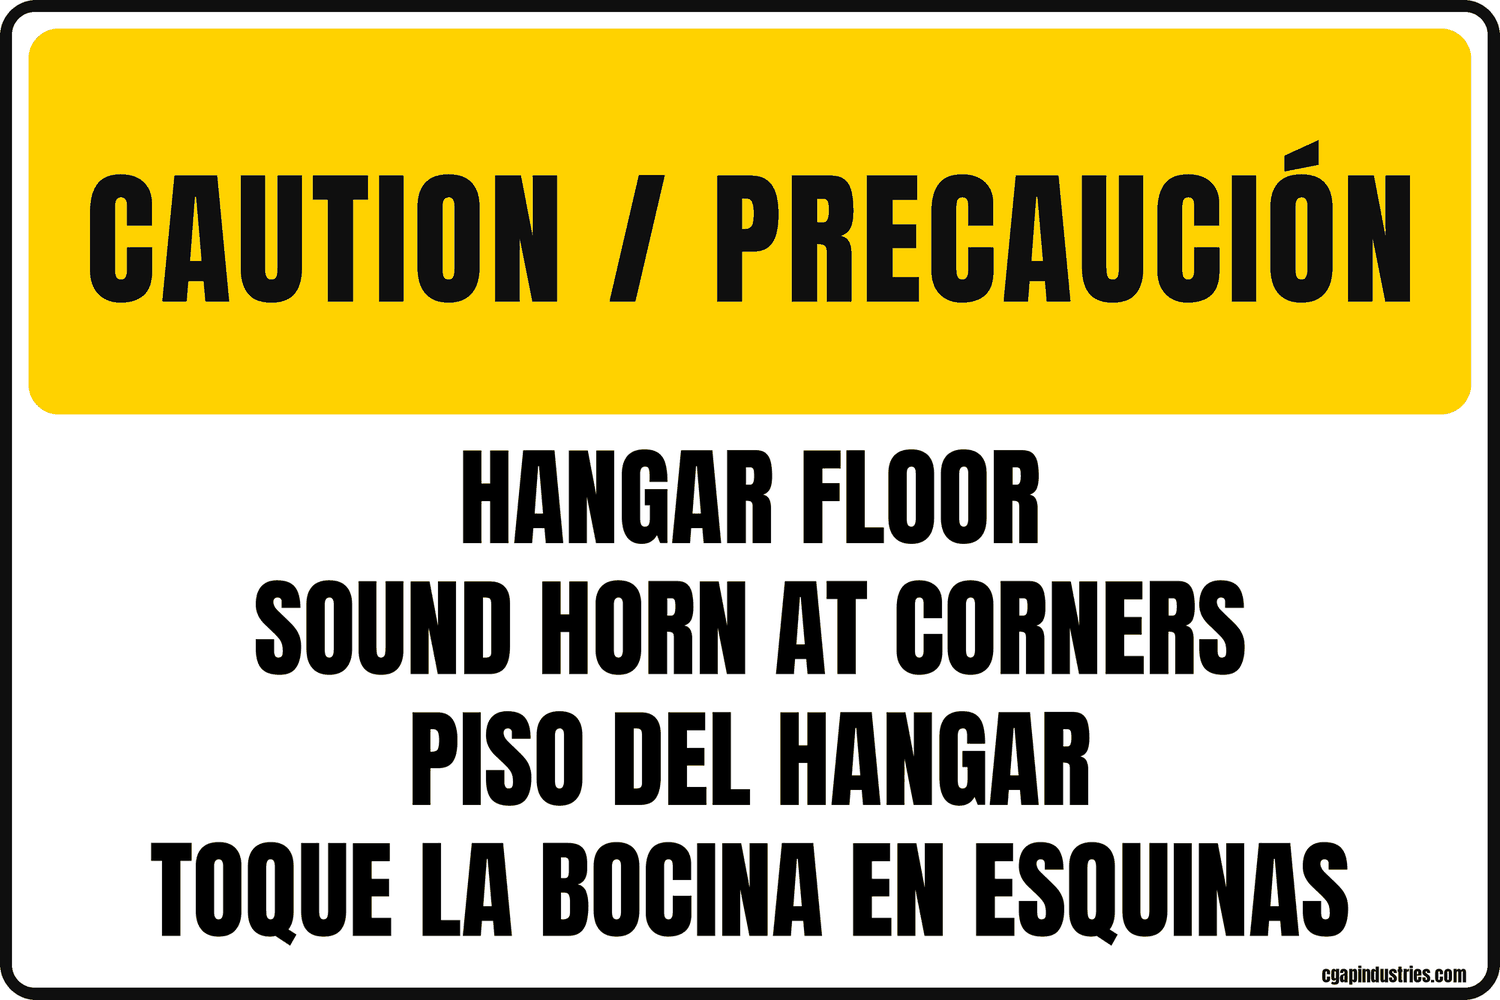 CAUTION / PRECAUCIÓN
HANGAR FLOOR
SOUND HORN AT CORNERS
PISO DEL HANGAR
TOQUE LA BOCINA EN ESQUINAS
cgapindustries.com